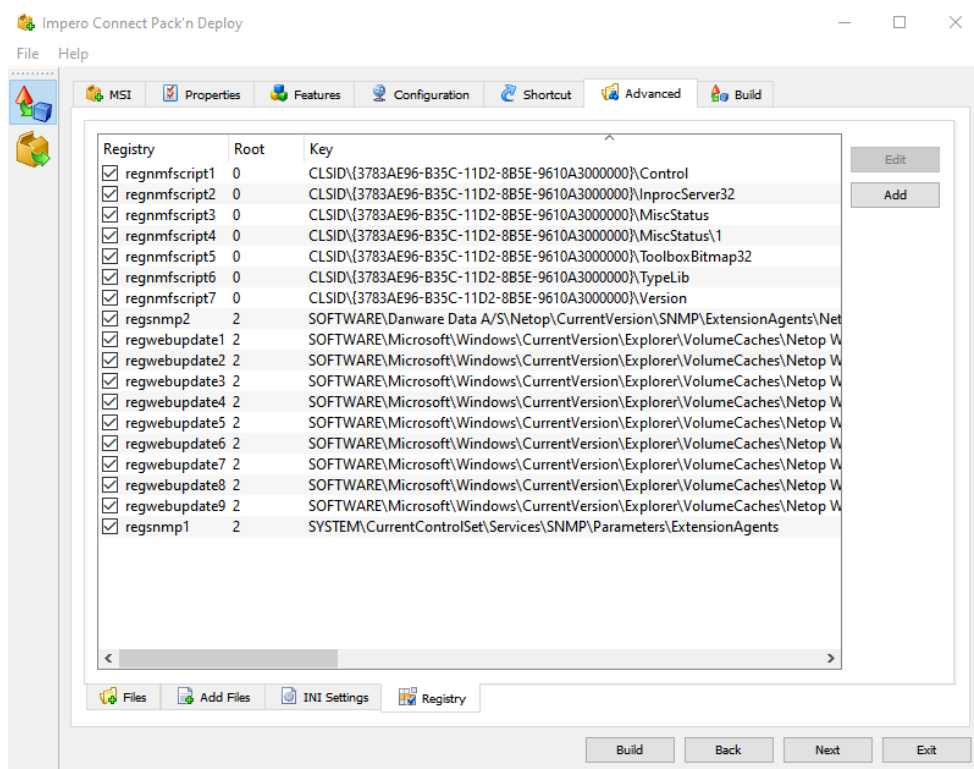 Impero Connect Pack'n Deploy
File Help
MSI Properties Features Configuration Shortcut Advanced Build
Registry Root Key
regnmfscript1 0 CLSID\{3783AE96-B35C-11D2-8B5E-9610A3000000}\Control
regnmfscript2 0 CLSID\{3783AE96-B35C-11D2-8B5E-9610A3000000}\InprocServer32
regnmfscript3 0 CLSID\{3783AE96-B35C-11D2-8B5E-9610A3000000}\MiscStatus
regnmfscript4 0 CLSID\{3783AE96-B35C-11D2-8B5E-9610A3000000}\MiscStatus\1
regnmfscript5 0 CLSID\{3783AE96-B35C-11D2-8B5E-9610A3000000}\ToolboxBitmap32
regnmfscript6 0 CLSID\{3783AE96-B35C-11D2-8B5E-9610A3000000}\TypeLib
regnmfscript7 0 CLSID\{3783AE96-B35C-11D2-8B5E-9610A3000000}\Version
regsnmp2 2 SOFTWARE\Danware Data A/S\Netop\CurrentVersion\SNMP\ExtensionAgents\Net
regwebupdate1 2 SOFTWARE\Microsoft\Windows\CurrentVersion\Explorer\VolumeCaches\Netop W
regwebupdate2 2 SOFTWARE\Microsoft\Windows\CurrentVersion\Explorer\VolumeCaches\Netop W
regwebupdate3 2 SOFTWARE\Microsoft\Windows\CurrentVersion\Explorer\VolumeCaches\Netop W
regwebupdate4 2 SOFTWARE\Microsoft\Windows\CurrentVersion\Explorer\VolumeCaches\Netop W
regwebupdate5 2 SOFTWARE\Microsoft\Windows\CurrentVersion\Explorer\VolumeCaches\Netop W
regwebupdate6 2 SOFTWARE\Microsoft\Windows\CurrentVersion\Explorer\VolumeCaches\Netop W
regwebupdate7 2 SOFTWARE\Microsoft\Windows\CurrentVersion\Explorer\VolumeCaches\Netop W
regwebupdate8 2 SOFTWARE\Microsoft\Windows\CurrentVersion\Explorer\VolumeCaches\Netop W
regwebupdate9 2 SOFTWARE\Microsoft\Windows\CurrentVersion\Explorer\VolumeCaches\Netop W
regsnmp1 2 SYSTEM\CurrentControlSet\Services\SNMP\Parameters\ExtensionAgents
Edit
Add
Files Add Files INI Settings Registry
Build Back Next Exit